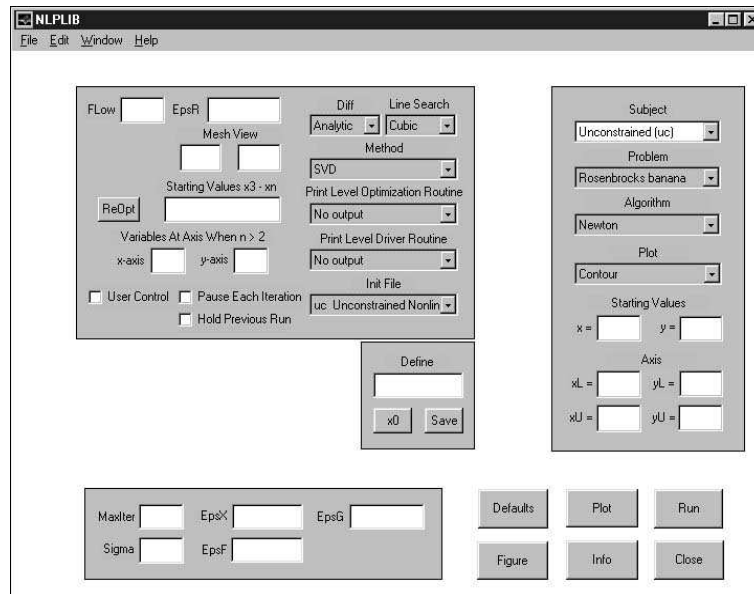 NLPLIB
File Edit Window Help
FLow EpsR
Mesh View
Starting Values x3 - xn
ReOpt
Variables At Axis When n > 2
x-axis y-axis
User Control Pause Each Iteration
Hold Previous Run
Diff Line Search
Analytic Cubic
Method
SVD
Print Level Optimization Routine
No output
Print Level Driver Routine
No output
Init File
uc Unconstrained Nonlin
Define
x0 Save
Subject
Unconstrained (uc)
Problem
Rosenbrocks banana
Algorithm
Newton
Plot
Contour
Starting Values
x = y =
Axis
xL = yL =
xU = yU =
MaxIter EpsX EpsG
Sigma EpsF
Defaults Plot Run
Figure Info Close